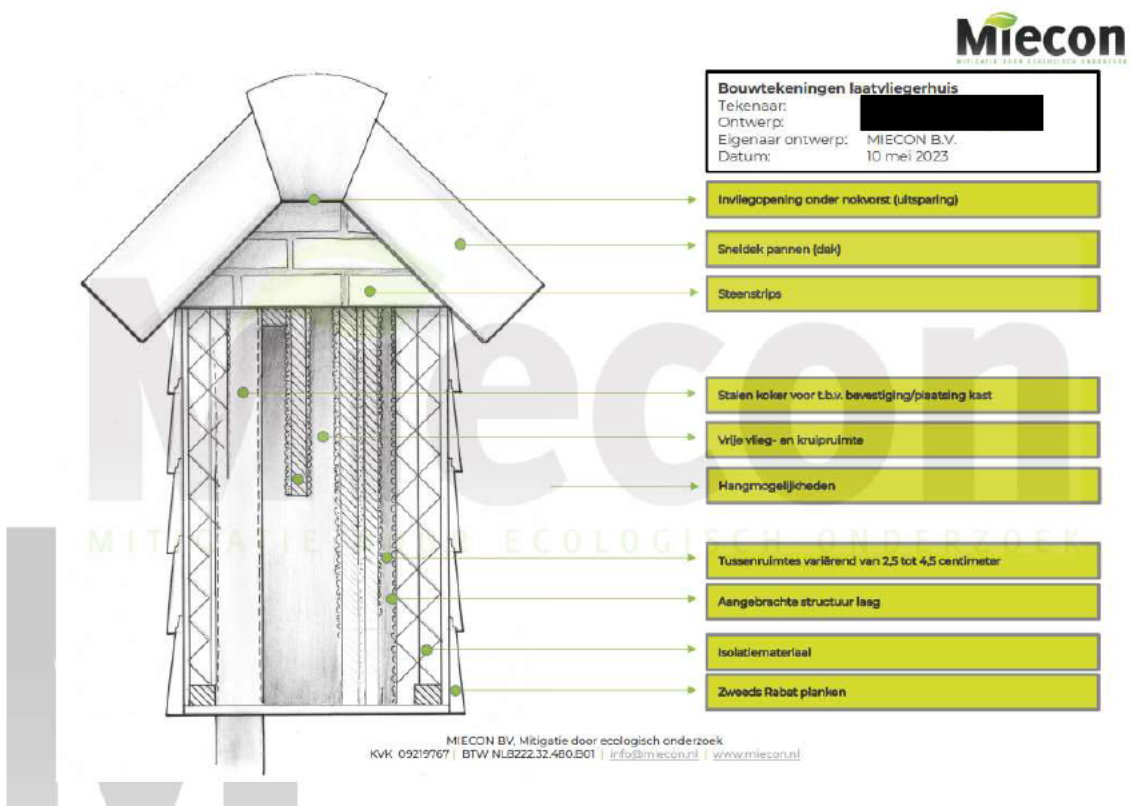 Miecon
MITIGATIE DOOR ECOLOGISCH ONDERZOEK
Bouwtekeningen laatvliegerhuis
Tekenaar:
Ontwerp:
Eigenaar ontwerp: MIECON B.V.
Datum: 10 mei 2023
Invliegopening onder nokvorst (uitsparing)
Sneldek pannen (dak)
Steenstrips
Stalen koker voor t.b.v. bevestiging/plaatsing kast
Vrije vlieg- en kruipruimte
Hangmogelijkheden
Tussenruimtes variërend van 2,5 tot 4,5 centimeter
Aangebrachte structuur laag
Isolatiemateriaal
Zweeds Rabat planken
Miecon
MITIGATIE DOOR ECOLOGISCH ONDERZOEK
MIECON BV, Mitigatie door ecologisch onderzoek
KVK 09219767 | BTW NL8222.32.480.B01 | info@miecon.nl | www.miecon.nl